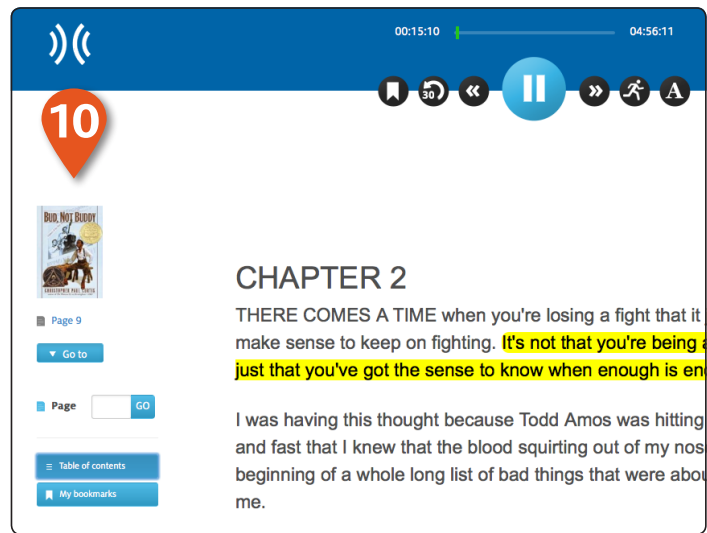 00:15:10 04:56:11
30 A
10
BUD, NOT BUDDY
CHRISTOPHER PAUL CURTIS
Page 9
Go to
Page GO
Table of contents
My bookmarks
CHAPTER 2
THERE COMES A TIME when you're losing a fight that it
make sense to keep on fighting. It's not that you're being a
just that you've got the sense to know when enough is en
I was having this thought because Todd Amos was hitting
and fast that I knew that the blood squirting out of my nos
beginning of a whole long list of bad things that were abou
me.